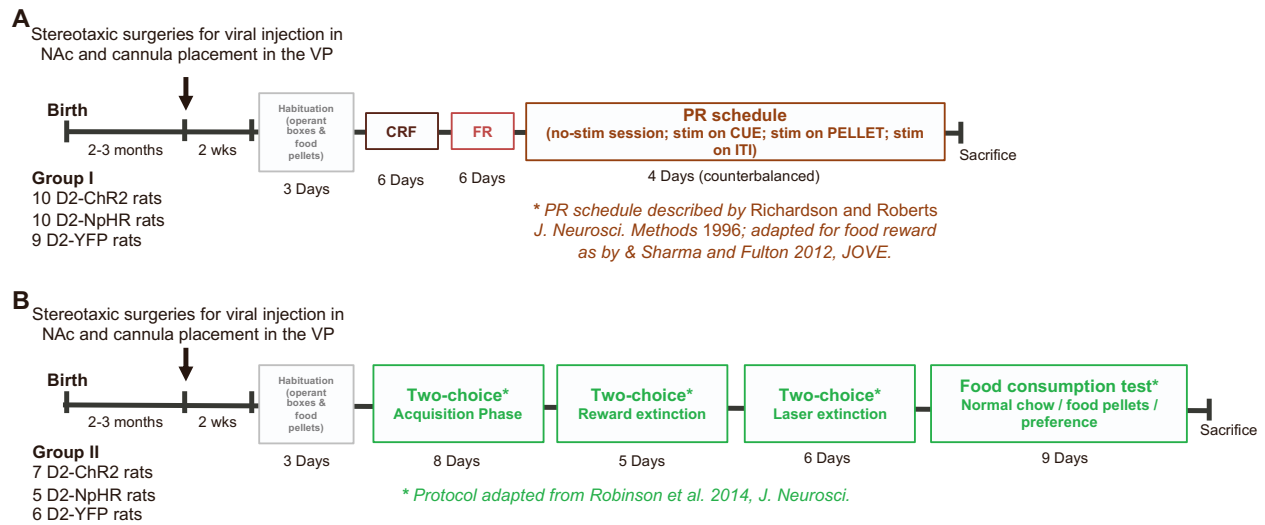 A
Stereotaxic surgeries for viral injection in
NAc and cannula placement in the VP
Birth
2-3 months
2 wks
Habituation
(operant
boxes &
food
pellets)
3 Days
CRF
6 Days
FR
6 Days
PR schedule
(no-stim session; stim on CUE; stim on PELLET; stim
on ITI)
4 Days (counterbalanced)
Sacrifice
Group I
10 D2-ChR2 rats
10 D2-NpHR rats
9 D2-YFP rats
* PR schedule described by Richardson and Roberts
J. Neurosci. Methods 1996; adapted for food reward
as by & Sharma and Fulton 2012, JOVE.
B
Stereotaxic surgeries for viral injection in
NAc and cannula placement in the VP
Birth
2-3 months
2 wks
Habituation
(operant
boxes &
food
pellets)
3 Days
Two-choice*
Acquisition Phase
8 Days
Two-choice*
Reward extinction
5 Days
Two-choice*
Laser extinction
6 Days
Food consumption test*
Normal chow / food pellets /
preference
9 Days
Sacrifice
Group II
7 D2-ChR2 rats
5 D2-NpHR rats
6 D2-YFP rats
* Protocol adapted from Robinson et al. 2014, J. Neurosci.